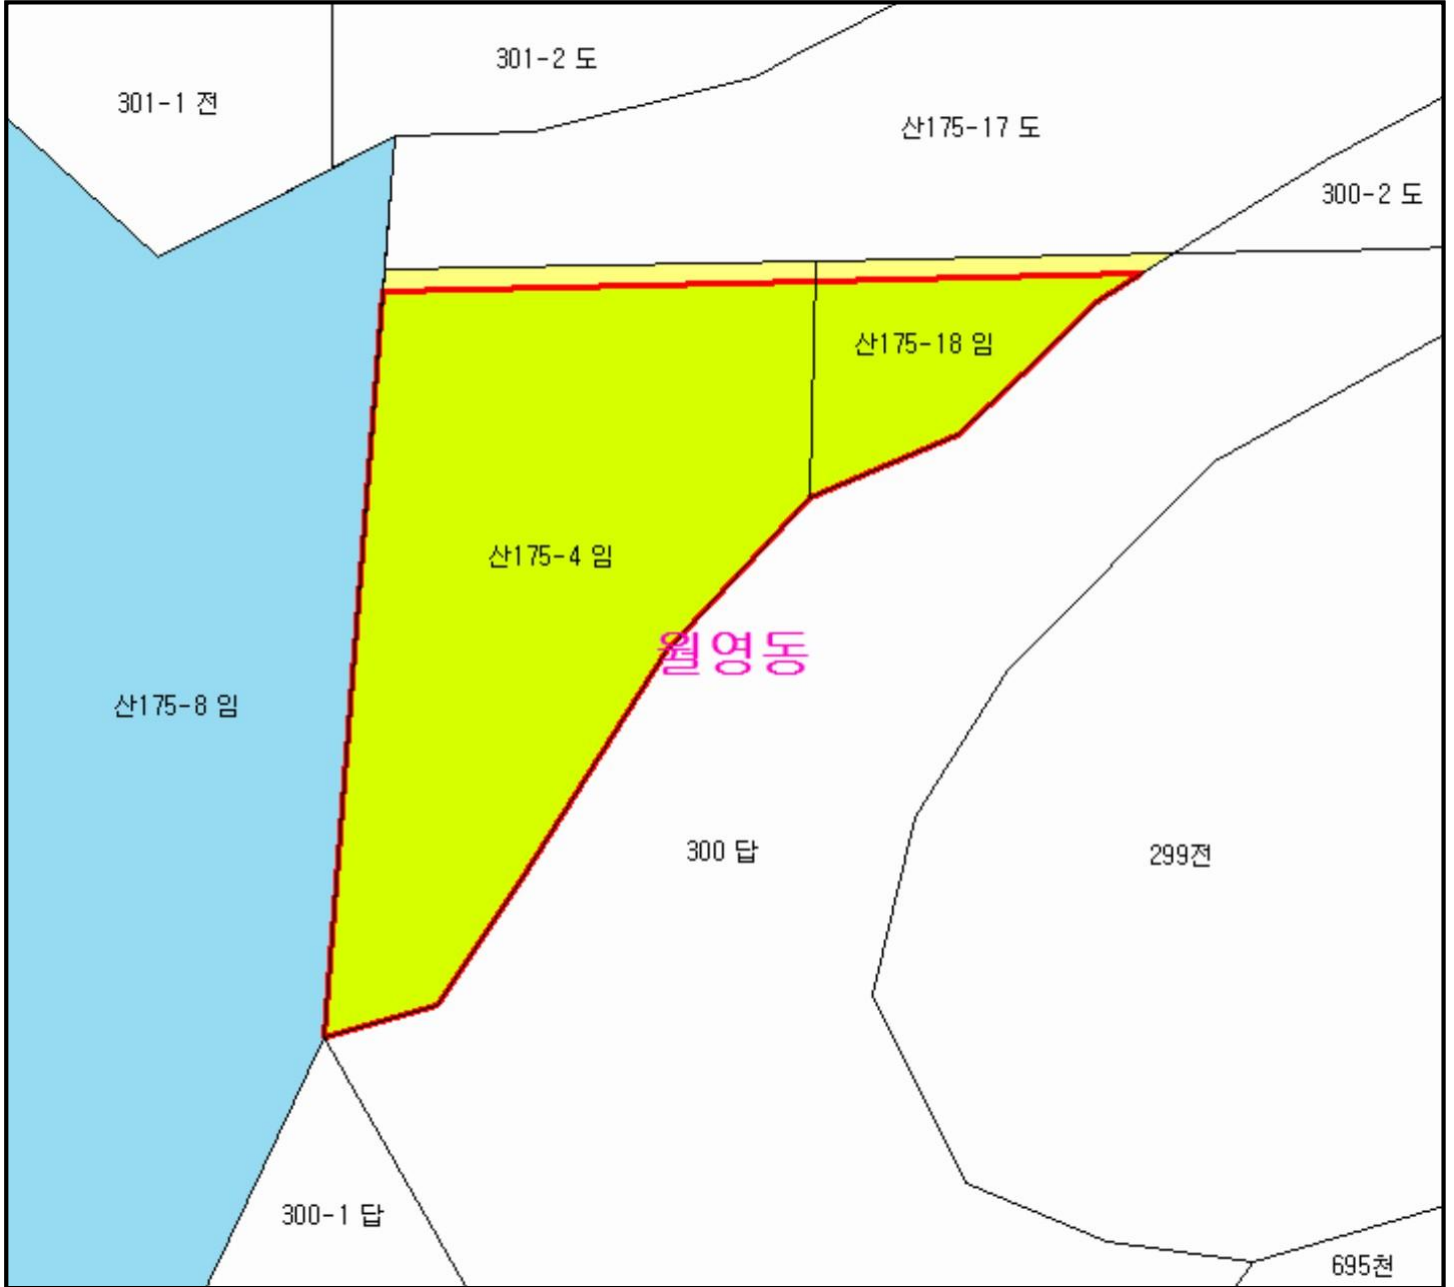 301-2 도
301-1 전
산175-17 도
300-2 도
산175-18 임
산175-4 임
월영동
산175-8 임
300 답
299전
300-1 답
695천